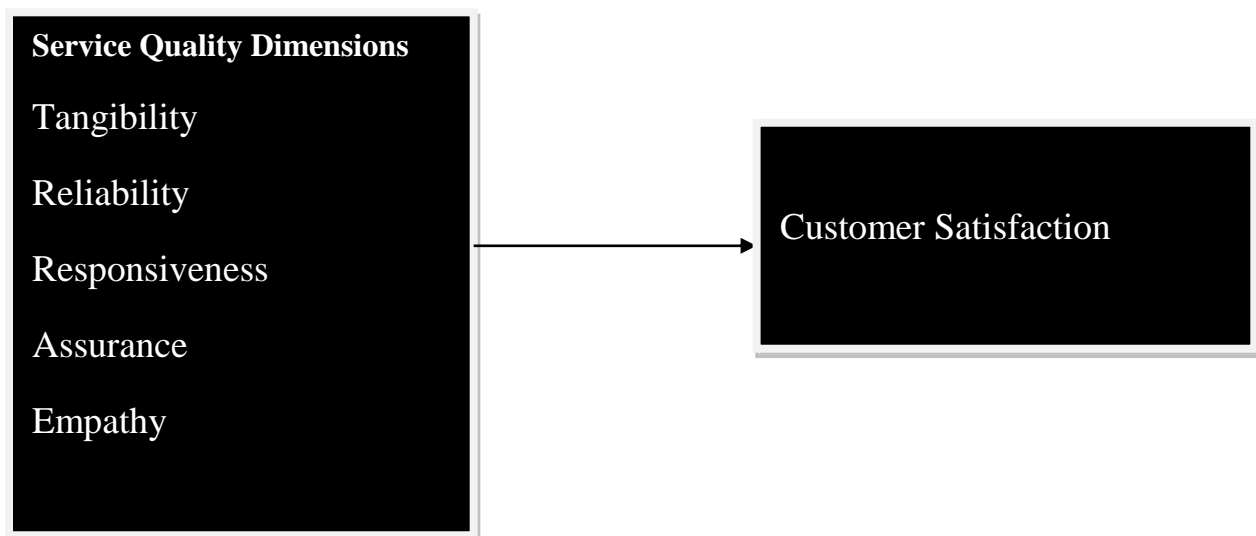 Service Quality Dimensions
Tangibility
Reliability
Responsiveness
Assurance
Empathy
Customer Satisfaction